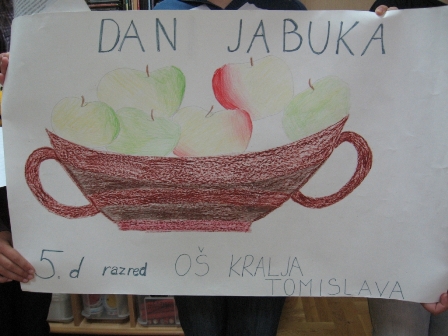 DAN JABUKA
5. d razred OŠ KRALJA
TOMISLAVA